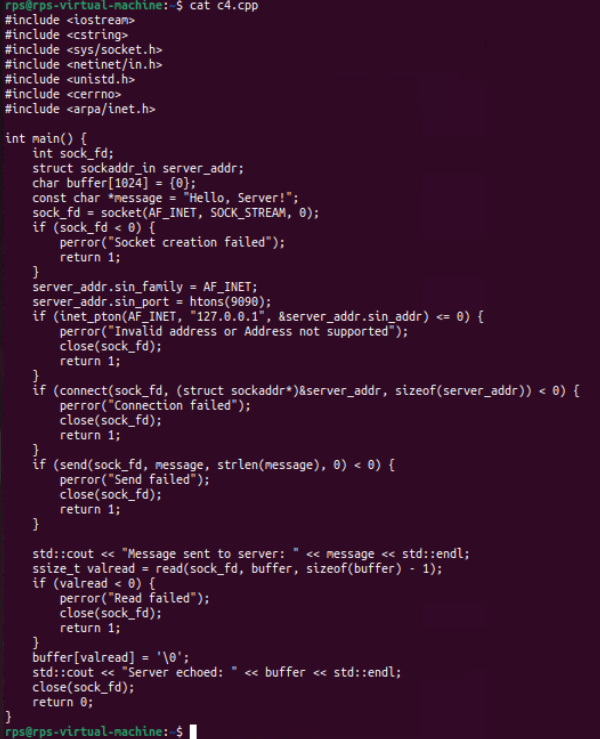 rps@rps-virtual-machine:~$ cat c4.cpp
#include <iostream>
#include <cstring>
#include <sys/socket.h>
#include <netinet/in.h>
#include <unistd.h>
#include <cerrno>
#include <arpa/inet.h>

int main() {
    int sock_fd;
    struct sockaddr_in server_addr;
    char buffer[1024] = {0};
    const char *message = "Hello, Server!";
    sock_fd = socket(AF_INET, SOCK_STREAM, 0);
    if (sock_fd < 0) {
        perror("Socket creation failed");
        return 1;
    }
    server_addr.sin_family = AF_INET;
    server_addr.sin_port = htons(9090);
    if (inet_pton(AF_INET, "127.0.0.1", &server_addr.sin_addr) <= 0) {
        perror("Invalid address or Address not supported");
        close(sock_fd);
        return 1;
    }
    if (connect(sock_fd, (struct sockaddr*)&server_addr, sizeof(server_addr)) < 0) {
        perror("Connection failed");
        close(sock_fd);
        return 1;
    }
    if (send(sock_fd, message, strlen(message), 0) < 0) {
        perror("Send failed");
        close(sock_fd);
        return 1;
    }

    std::cout << "Message sent to server: " << message << std::endl;
    ssize_t valread = read(sock_fd, buffer, sizeof(buffer) - 1);
    if (valread < 0) {
        perror("Read failed");
        close(sock_fd);
        return 1;
    }
    buffer[valread] = '\0';
    std::cout << "Server echoed: " << buffer << std::endl;
    close(sock_fd);
    return 0;
}
rps@rps-virtual-machine:~$